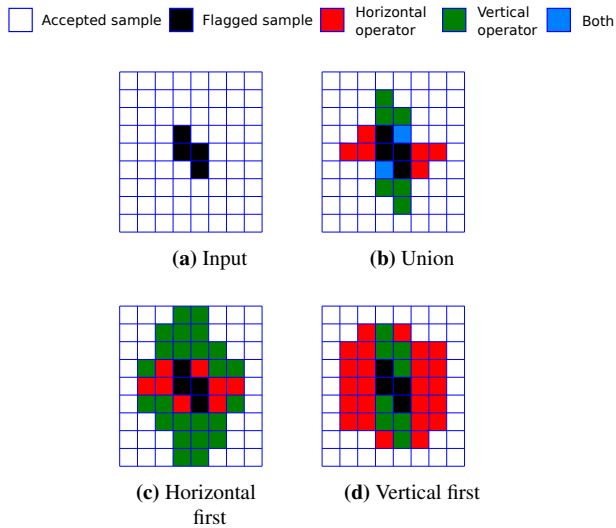 Accepted sample
Flagged sample
Horizontal
operator
Vertical
operator
Both
(a) Input
(b) Union
(c) Horizontal
first
(d) Vertical first